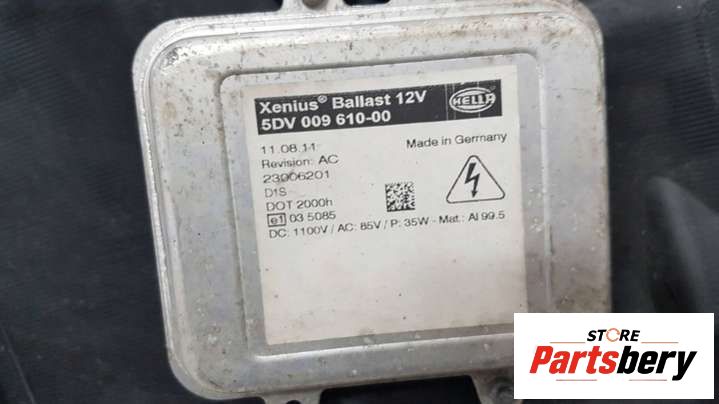 Xenius® Ballast 12V
5DV 009 610-00
HELLA
11.08.11
Made in Germany
Revision: AC
23006201
D1S
DOT 2000h
e1 03 5085
DC: 1100V / AC: 85V / P: 35W - Mat.: Al 99.5
STORE
Partsbery